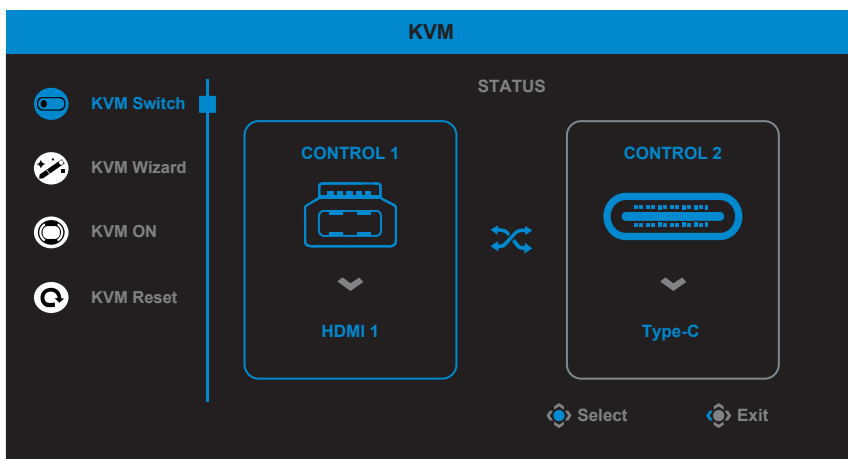 KVM
KVM Switch
KVM Wizard
KVM ON
KVM Reset
STATUS
CONTROL 1
HDMI 1
CONTROL 2
Type-C
Select
Exit